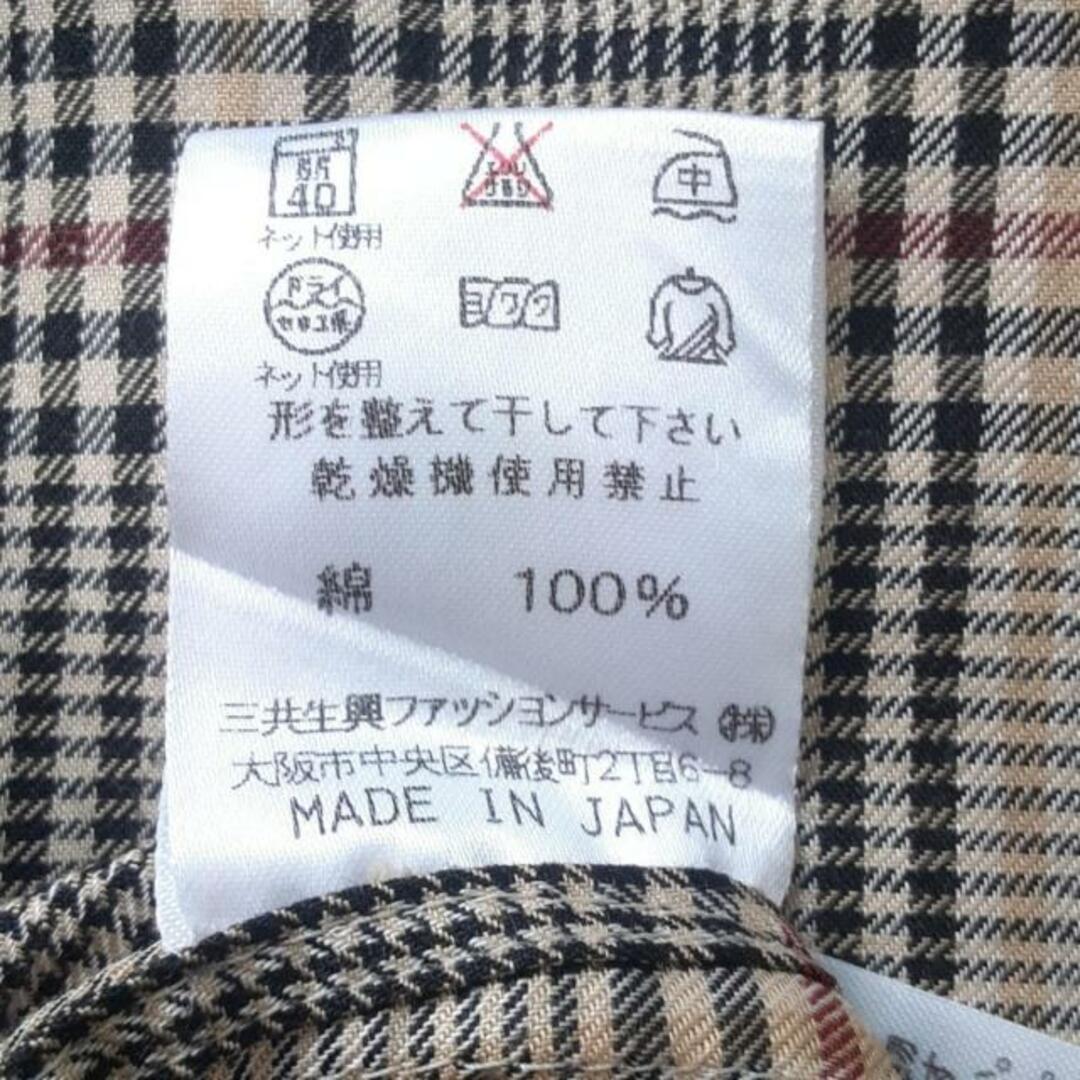 40
中
ネット使用
ドライ
セキユ系
ヨワク
ネット使用
形を整えて干して下さい
乾燥機使用禁止
綿 100%
三共生興ファッションサービス㈱
大阪市中央区備後町2丁目6-8
MADE IN JAPAN